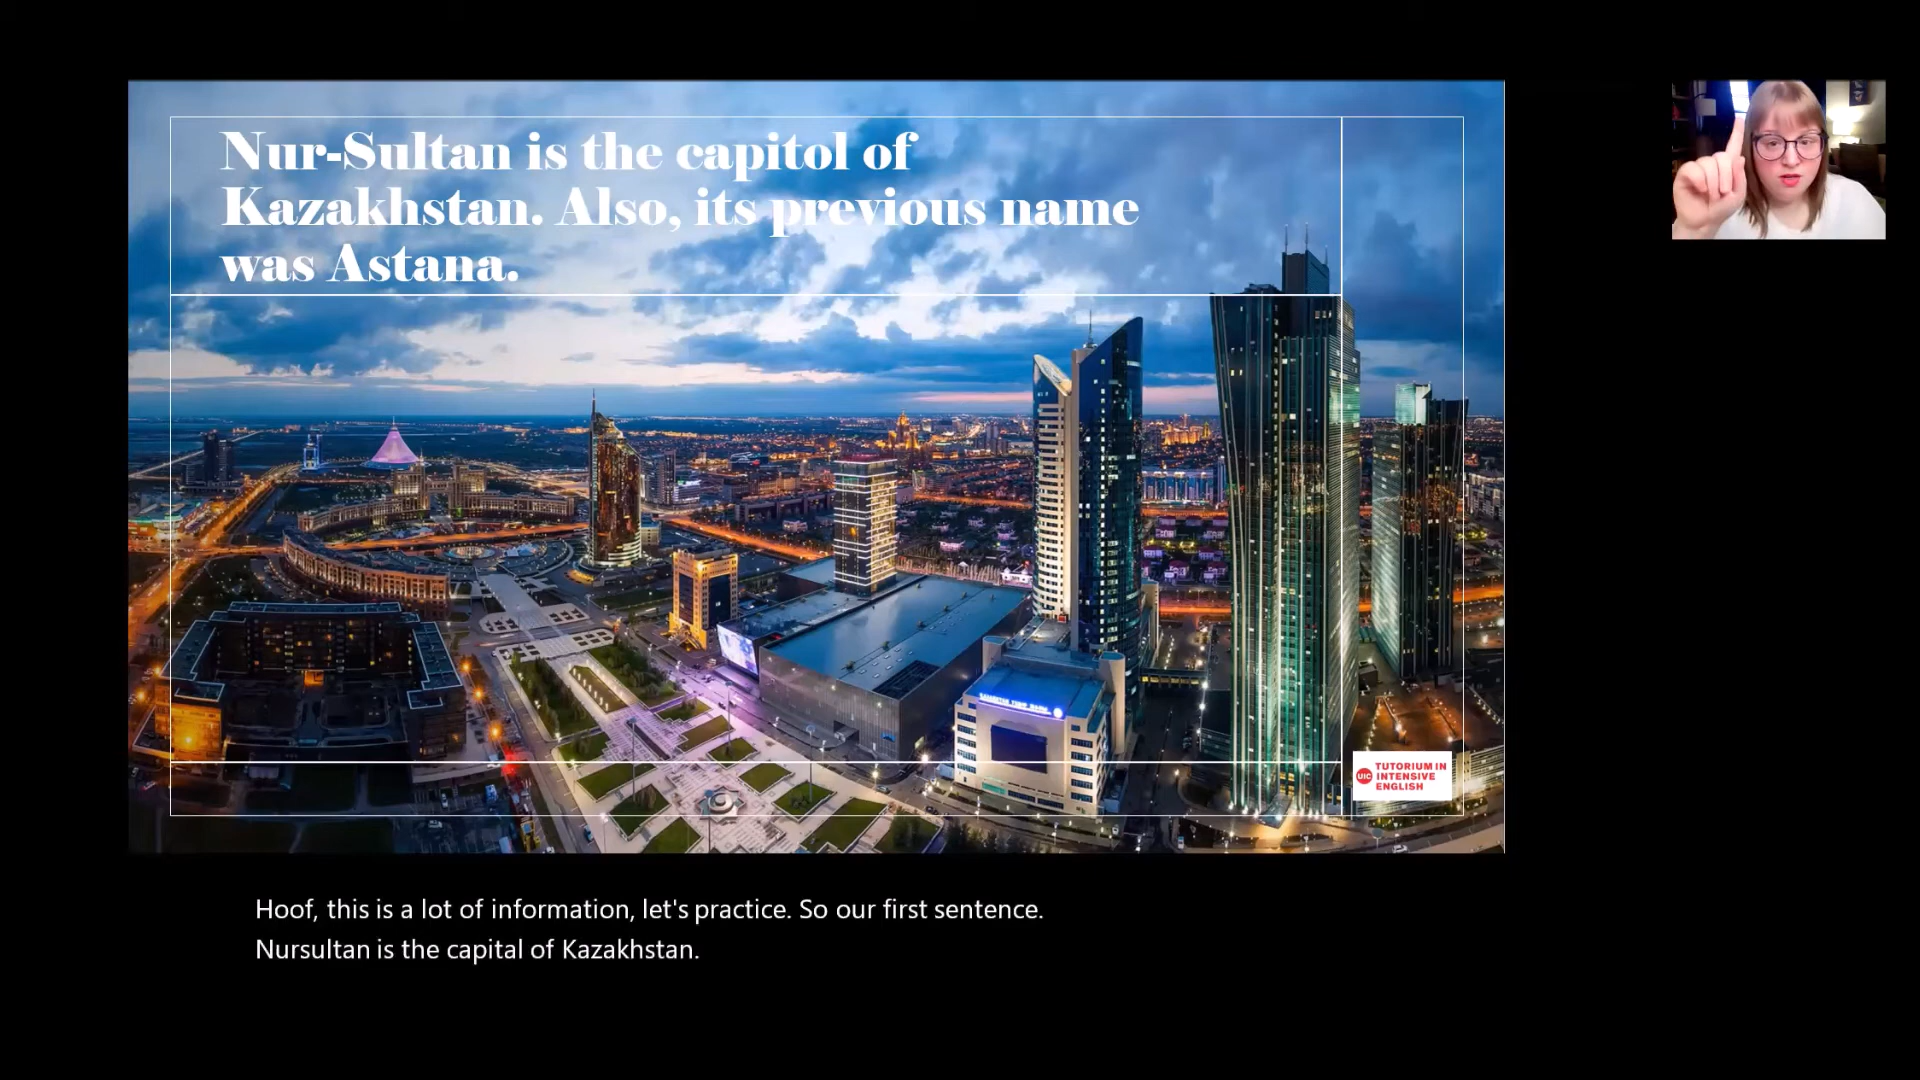 Nur-Sultan is the capitol of
Kazakhstan. Also, its previous name
was Astana.
UIC
TUTORIUM IN
INTENSIVE
ENGLISH
Hoof, this is a lot of information, let's practice. So our first sentence.
Nursultan is the capital of Kazakhstan.